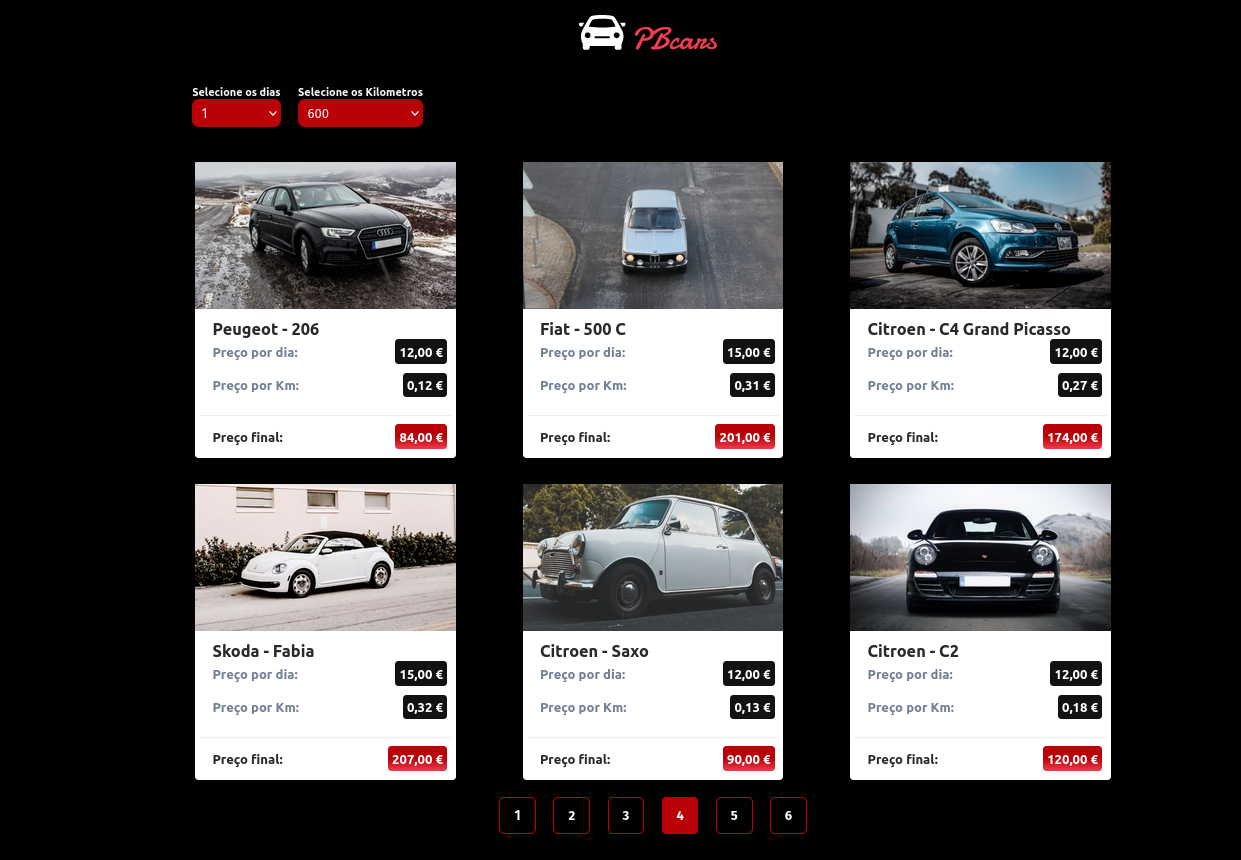 PBcars
Selecione os dias
Selecione os Kilometros
1
600
Peugeot - 206
Preço por dia:
12,00 €
Preço por Km:
0,12 €
Preço final:
84,00 €
Fiat - 500 C
Preço por dia:
15,00 €
Preço por Km:
0,31 €
Preço final:
201,00 €
Citroen - C4 Grand Picasso
Preço por dia:
12,00 €
Preço por Km:
0,27 €
Preço final:
174,00 €
Skoda - Fabia
Preço por dia:
15,00 €
Preço por Km:
0,32 €
Preço final:
207,00 €
Citroen - Saxo
Preço por dia:
12,00 €
Preço por Km:
0,13 €
Preço final:
90,00 €
Citroen - C2
Preço por dia:
12,00 €
Preço por Km:
0,18 €
Preço final:
120,00 €
1 2 3 4 5 6